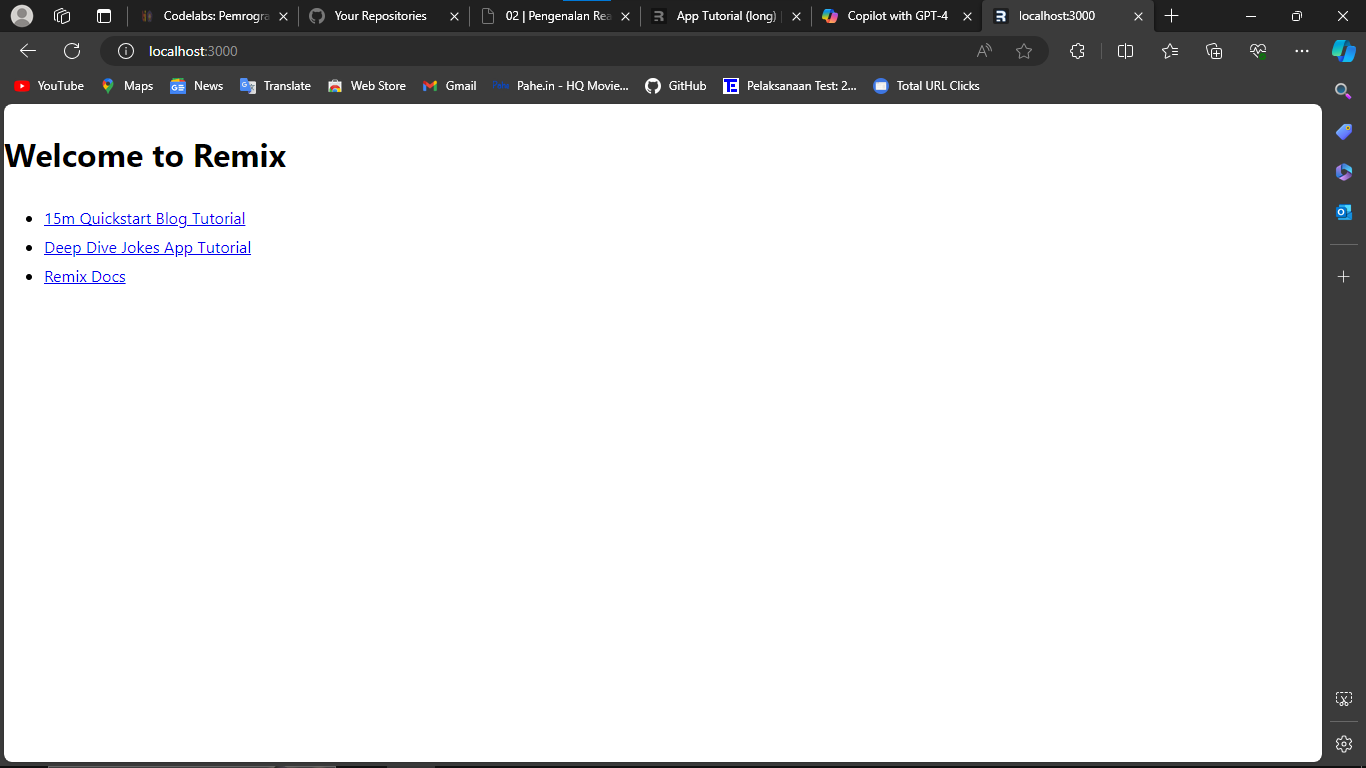 Codelabs: Pemrogra
Your Repositories
02 | Pengenalan Rea
App Tutorial (long) |
Copilot with GPT-4
localhost:3000
localhost:3000
YouTube
Maps
News
Translate
Web Store
Gmail
Pahe.in - HQ Movie...
GitHub
Pelaksanaan Test: 2...
Total URL Clicks
Welcome to Remix
15m Quickstart Blog Tutorial
Deep Dive Jokes App Tutorial
Remix Docs